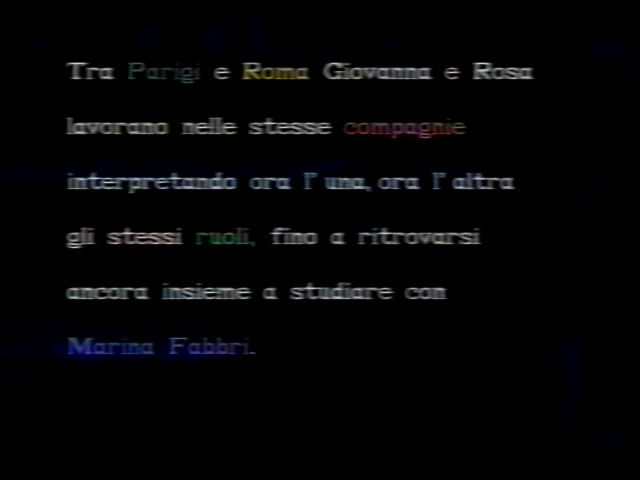 Tra Parigi e Roma Giovanna e Rosa
lavorano nelle stesse compagnie
interpretando ora l'una, ora l'altra
gli stessi ruoli, fino a ritrovarsi
ancora insieme a studiare con
Marina Fabbri.